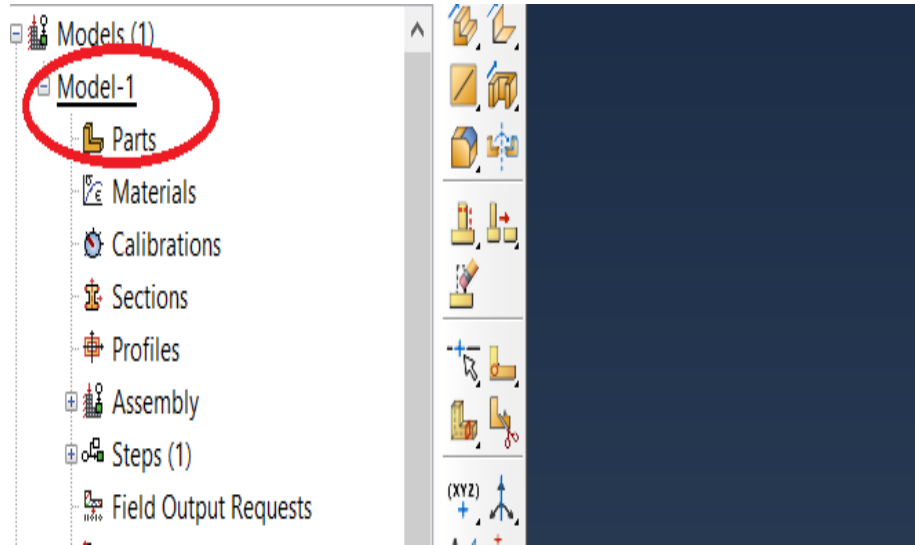 Models (1)
Model-1
Parts
Materials
Calibrations
Sections
Profiles
Assembly
Steps (1)
Field Output Requests
(XYZ)